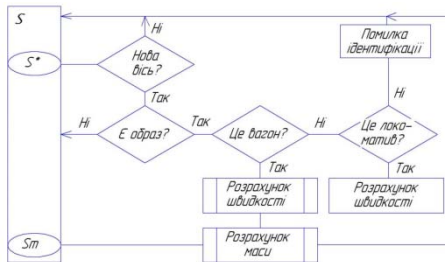 S
Ні
Помилка
ідентифікації
S*
Нова
вісь?
Так
Ні
Ні
Є образ?
Так
Це вагон?
Ні
Це локо-
матив?
Так
Так
Розрахунок
швидкості
Розрахунок
швидкості
Sm
Розрахунок
маси